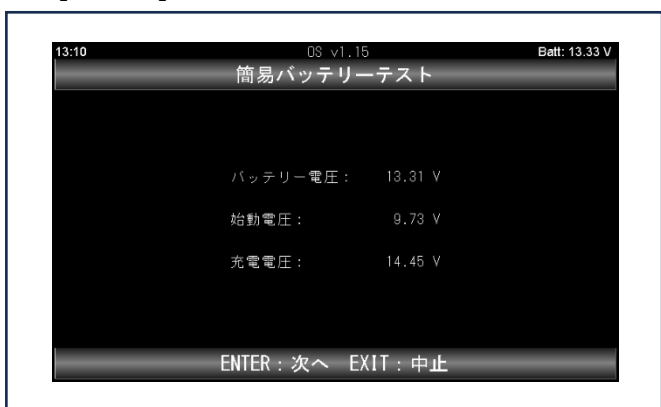 13:10 OS v1.15 Batt: 13.33 V
簡易バッテリーテスト
バッテリー電圧： 13.31 V
始動電圧： 9.73 V
充電電圧： 14.45 V
ENTER：次へ EXIT：中止